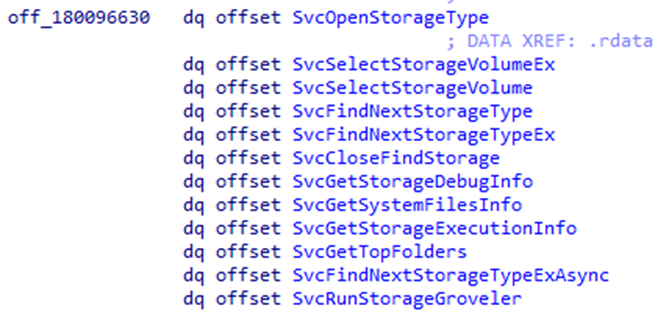 off_180096630 dq offset SvcOpenStorageType
; DATA XREF: .rdata
dq offset SvcSelectStorageVolumeEx
dq offset SvcSelectStorageVolume
dq offset SvcFindNextStorageType
dq offset SvcFindNextStorageTypeEx
dq offset SvcCloseFindStorage
dq offset SvcGetStorageDebugInfo
dq offset SvcGetSystemFilesInfo
dq offset SvcGetStorageExecutionInfo
dq offset SvcGetTopFolders
dq offset SvcFindNextStorageTypeExAsync
dq offset SvcRunStorageGroveler